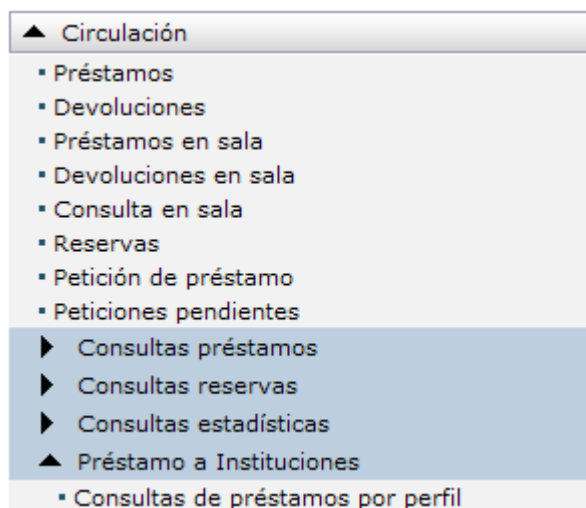 Circulación
Préstamos
Devoluciones
Préstamos en sala
Devoluciones en sala
Consulta en sala
Reservas
Petición de préstamo
Peticiones pendientes
Consultas préstamos
Consultas reservas
Consultas estadísticas
Préstamo a Instituciones
Consultas de préstamos por perfil